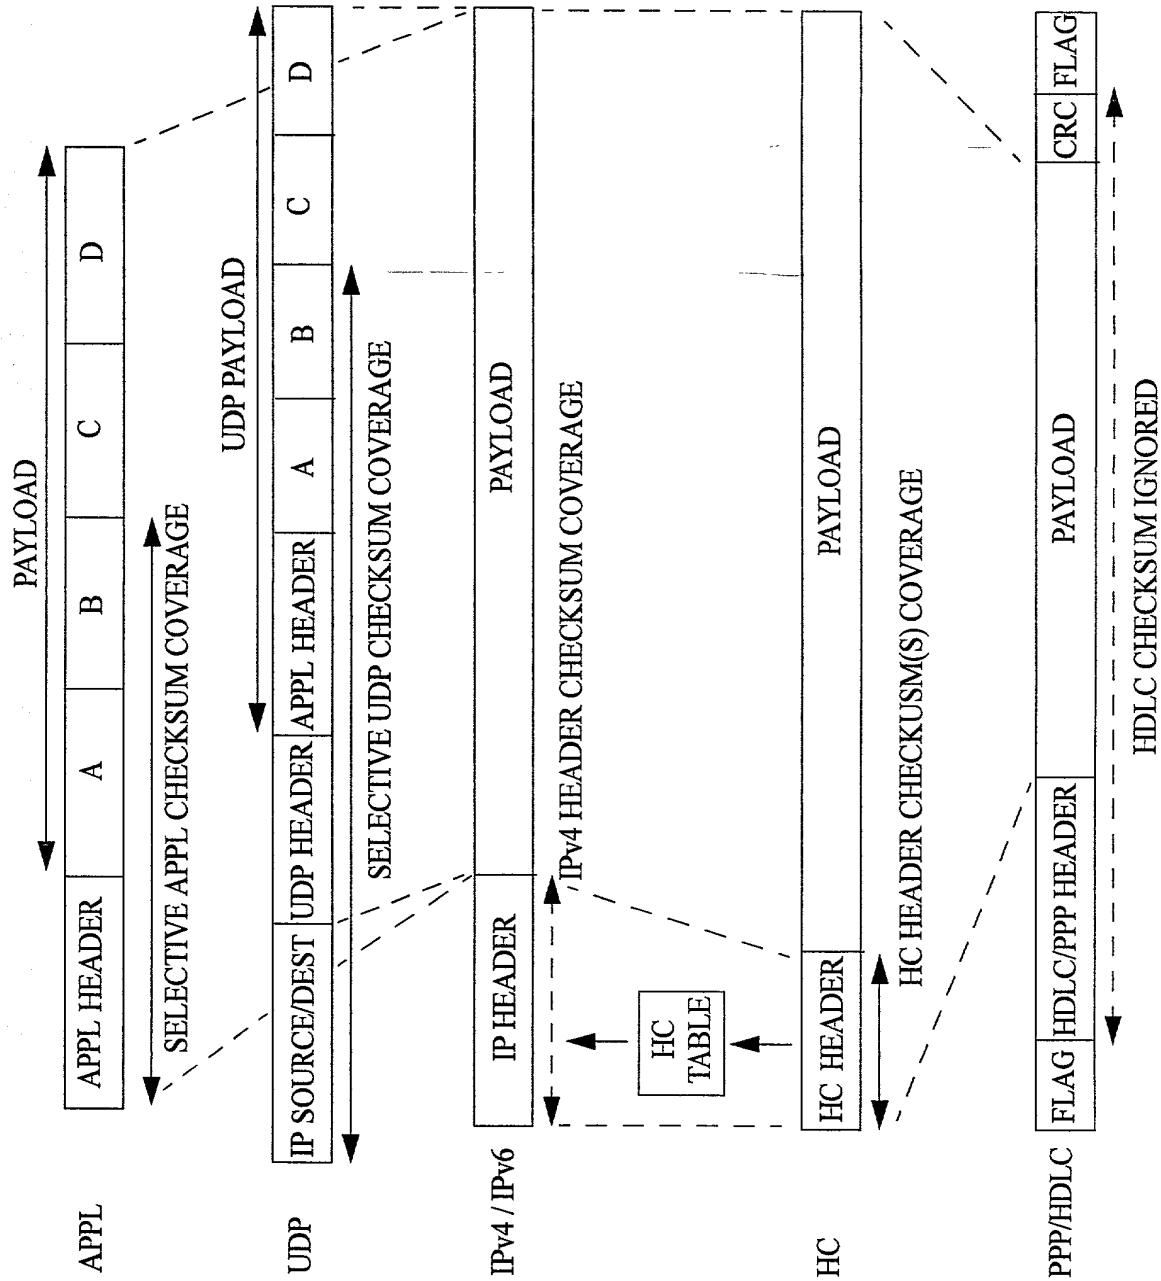 PAYLOAD
APPL
APPL HEADER
A
B
C
D
SELECTIVE APPL CHECKSUM COVERAGE
UDP PAYLOAD
UDP
IP SOURCE/DEST
UDP HEADER
APPL HEADER
A
B
C
D
SELECTIVE UDP CHECKSUM COVERAGE
IPv4 / IPv6
IP HEADER
PAYLOAD
IPv4 HEADER CHECKSUM COVERAGE
HC
TABLE
HC
HC HEADER
PAYLOAD
HC HEADER CHECKUSM(S) COVERAGE
PPP/HDLC
FLAG
HDLC/PPP HEADER
PAYLOAD
CRC
FLAG
HDLC CHECKSUM IGNORED